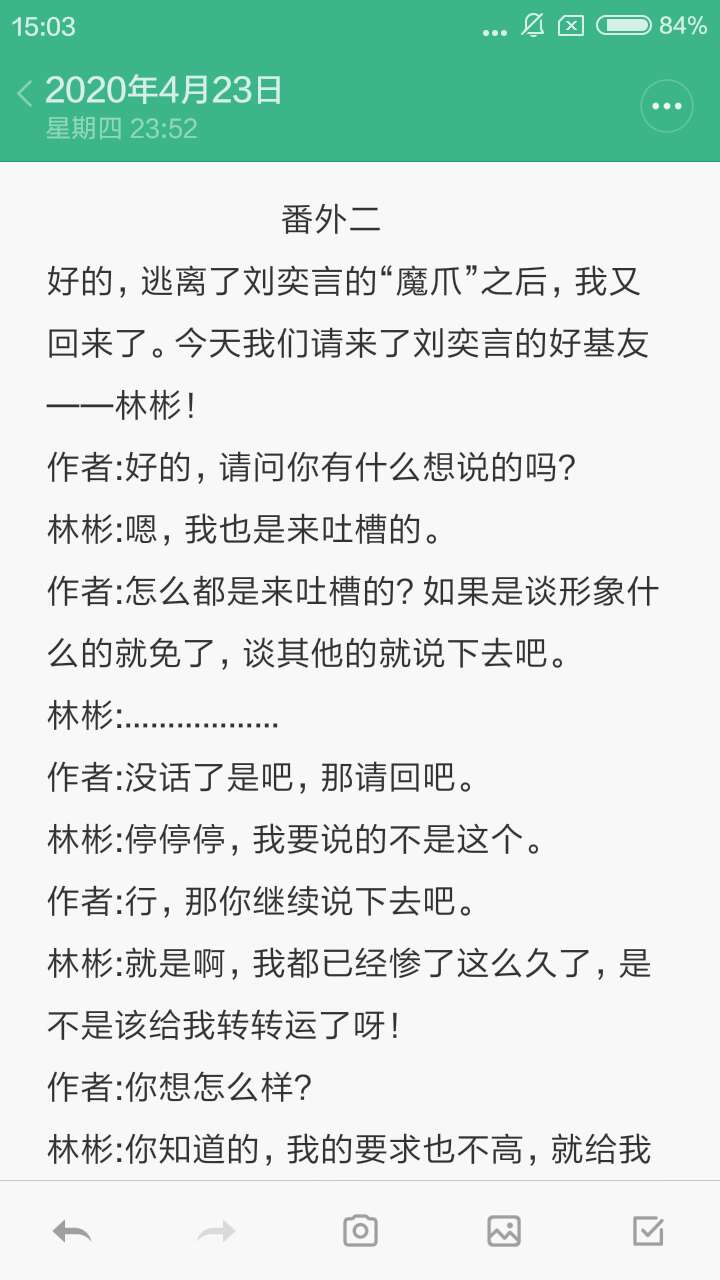 15:03
84%
2020年4月23日
星期四 23:52
番外二
好的，逃离了刘奕言的“魔爪”之后，我又
回来了。今天我们请来了刘奕言的好基友
——林彬！
作者:好的，请问你有什么想说的吗?
林彬:嗯，我也是来吐槽的。
作者:怎么都是来吐槽的? 如果是谈形象什
么的就免了，谈其他的就说下去吧。
林彬:..................
作者:没话了是吧，那请回吧。
林彬:停停停，我要说的不是这个。
作者:行，那你继续说下去吧。
林彬:就是啊，我都已经惨了这么久了，是
不是该给我转转运了呀！
作者:你想怎么样?
林彬:你知道的，我的要求也不高，就给我